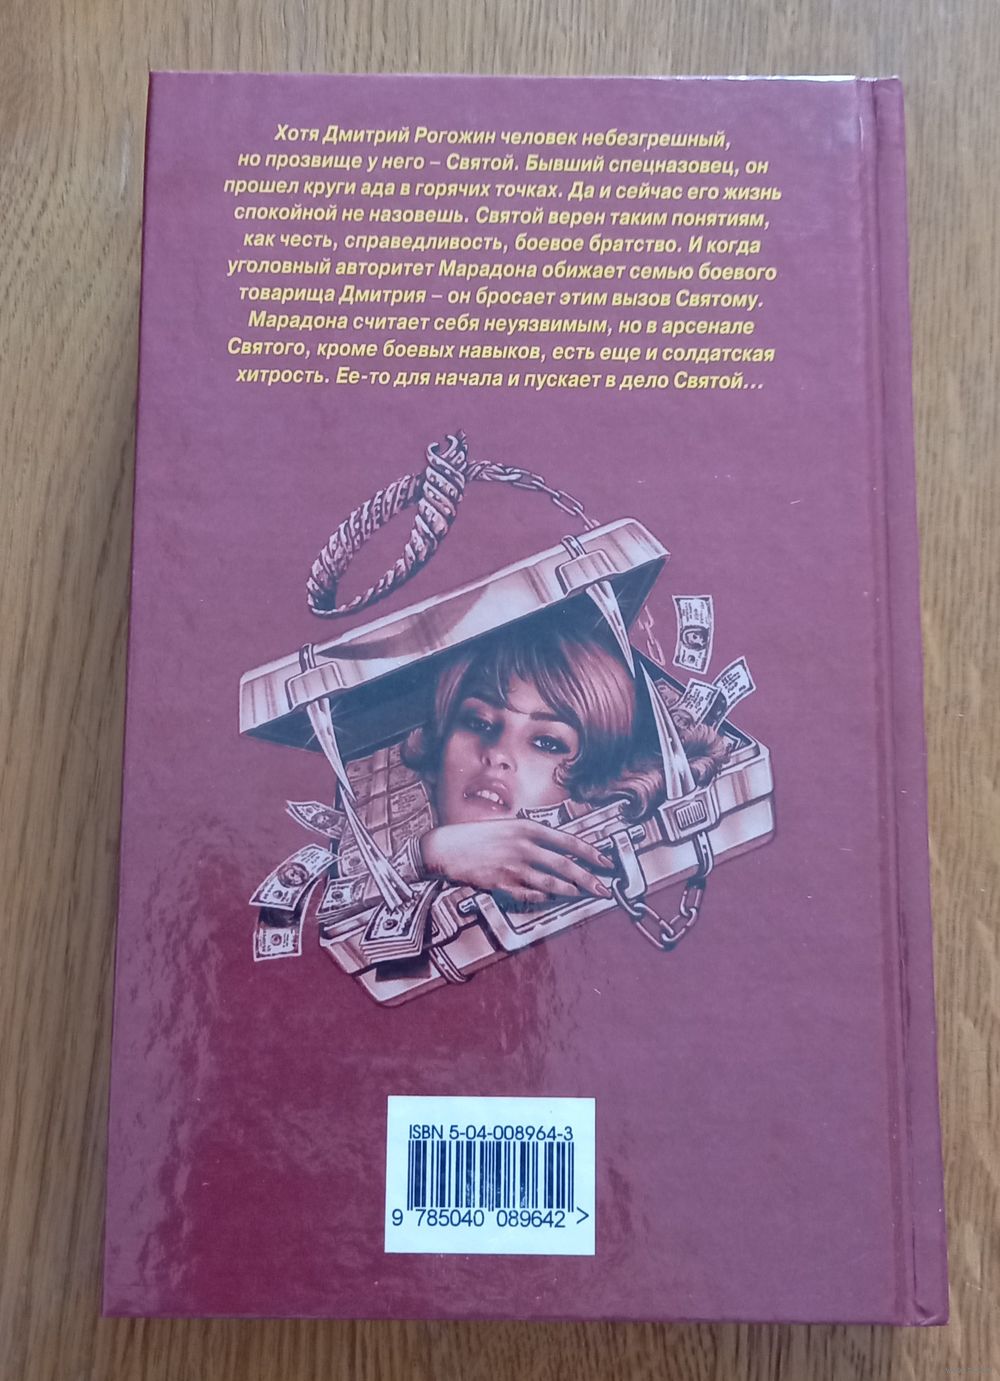 Хотя Дмитрий Рогожин человек небезгрешный,
но прозвище у него – Святой. Бывший спецназовец, он
прошел круги ада в горячих точках. Да и сейчас его жизнь
спокойной не назовешь. Святой верен таким понятиям,
как честь, справедливость, боевое братство. И когда
уголовный авторитет Марадона обижает семью боевого
товарища Дмитрия – он бросает этим вызов Святому.
Марадона считает себя неуязвимым, но в арсенале
Святого, кроме боевых навыков, есть еще и солдатская
хитрость. Ее-то для начала и пускает в дело Святой...
ISBN 5-04-008964-3
9 785040 089642 >